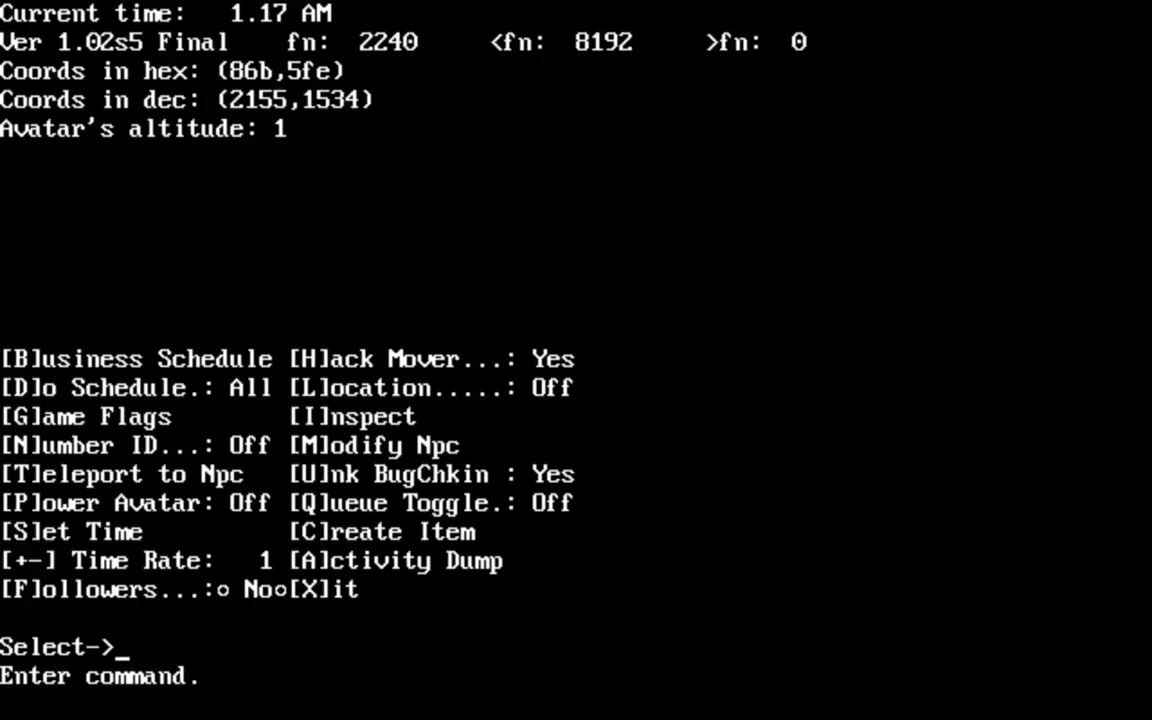 Current time:   1.17 AM
Ver 1.02s5 Final    fn:  2240     <fn:  8192     >fn:  0
Coords in hex: (86b,5fe)
Coords in dec: (2155,1534)
Avatar's altitude: 1
[B]usiness Schedule [H]ack Mover...: Yes
[D]o Schedule.: All [L]ocation.....: Off
[G]ame Flags        [I]nspect
[N]umber ID...: Off [M]odify Npc
[T]eleport to Npc   [U]nk BugChkin : Yes
[P]ower Avatar: Off [Q]ueue Toggle.: Off
[S]et Time          [C]reate Item
[+-] Time Rate:   1 [A]ctivity Dump
[F]ollowers...:○ No○[X]it
Select->_
Enter command.